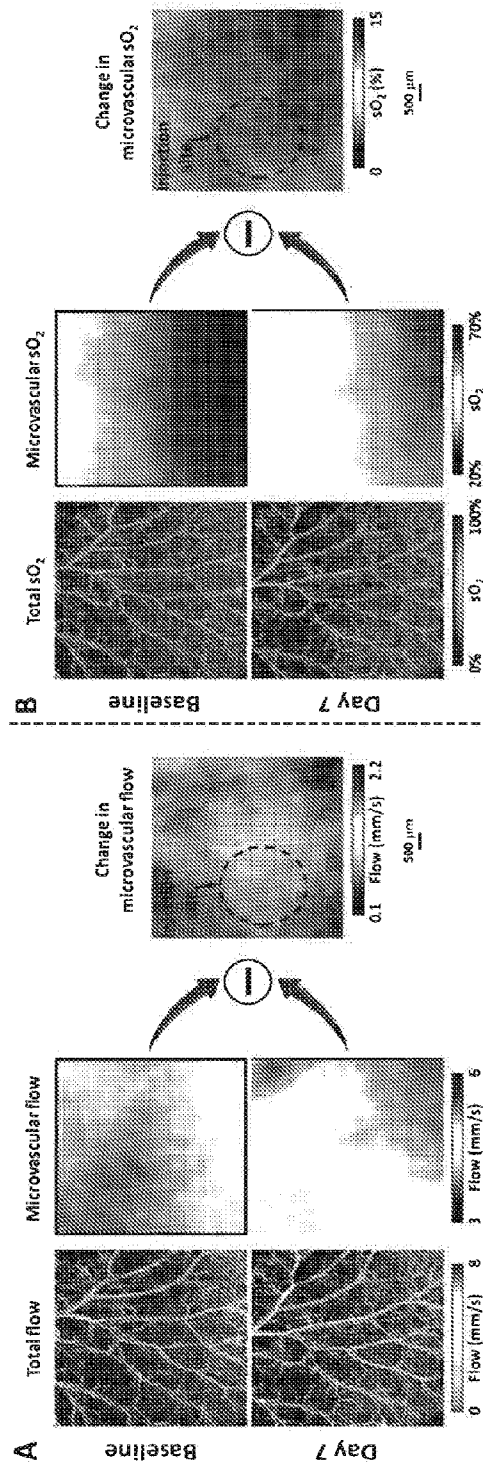 A
Total flow
Microvascular flow
Change in
microvascular flow
Baseline
Day 7
0 Flow (mm/s) 8
3 Flow (mm/s) 6
0.1 Flow (mm/s) 2.2
500 µm
B
Total sO2
Microvascular sO2
Change in
microvascular sO2
Injection
site
Baseline
Day 7
0% sO2 100%
20% sO2 70%
0 sO2 (%) 15
500 µm